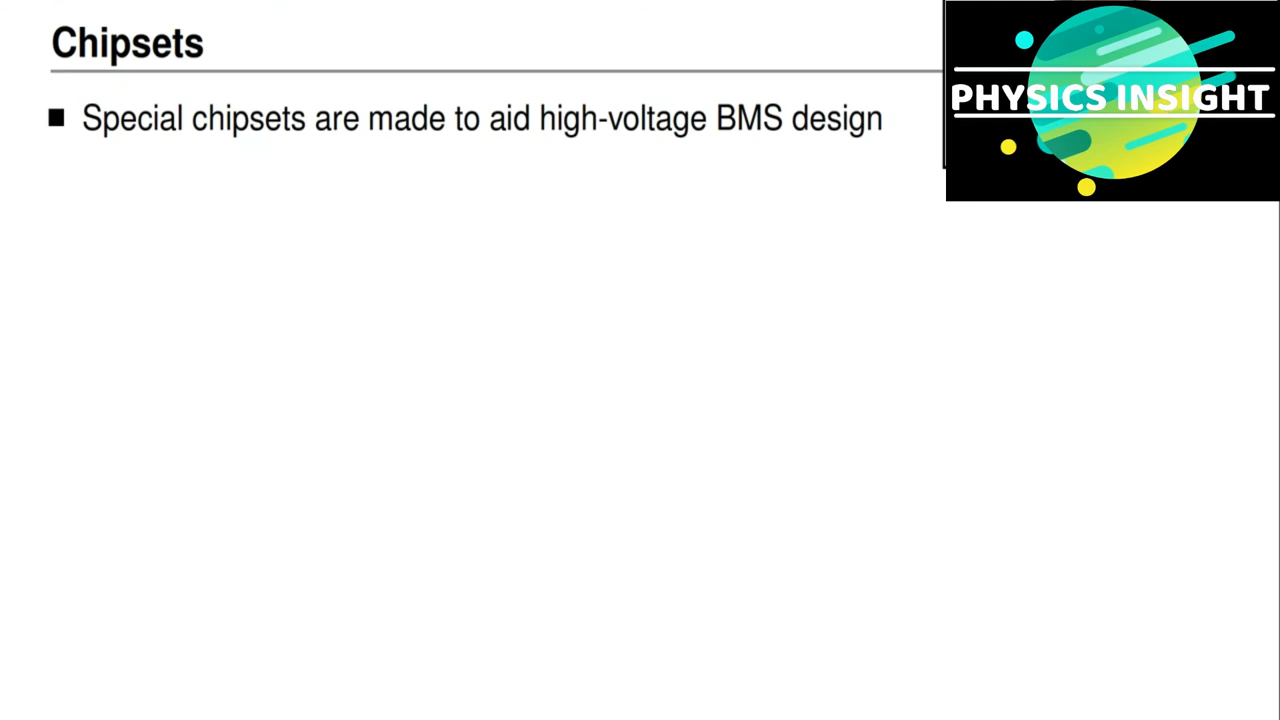 Chipsets
PHYSICS INSIGHT
■ Special chipsets are made to aid high-voltage BMS design